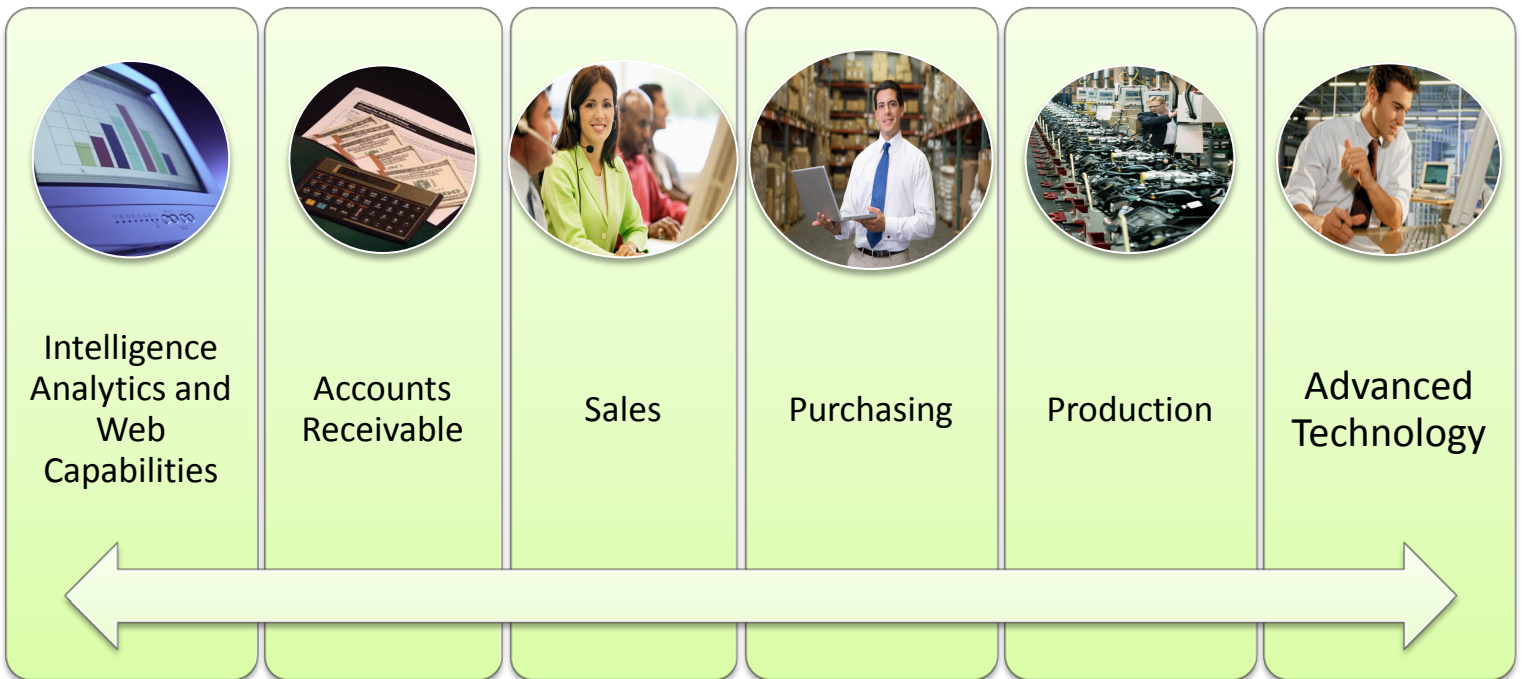 Intelligence
Analytics and
Web
Capabilities
Accounts
Receivable
Sales
Purchasing
Production
Advanced
Technology